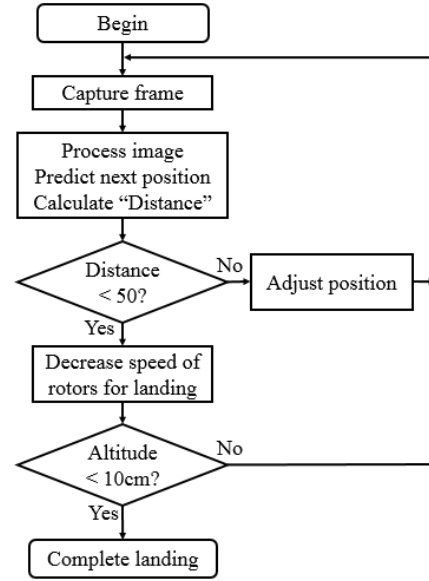 Begin
Capture frame
Process image
Predict next position
Calculate “Distance”
Distance
< 50?
No
Adjust position
Yes
Decrease speed of
rotors for landing
Altitude
< 10cm?
No
Yes
Complete landing